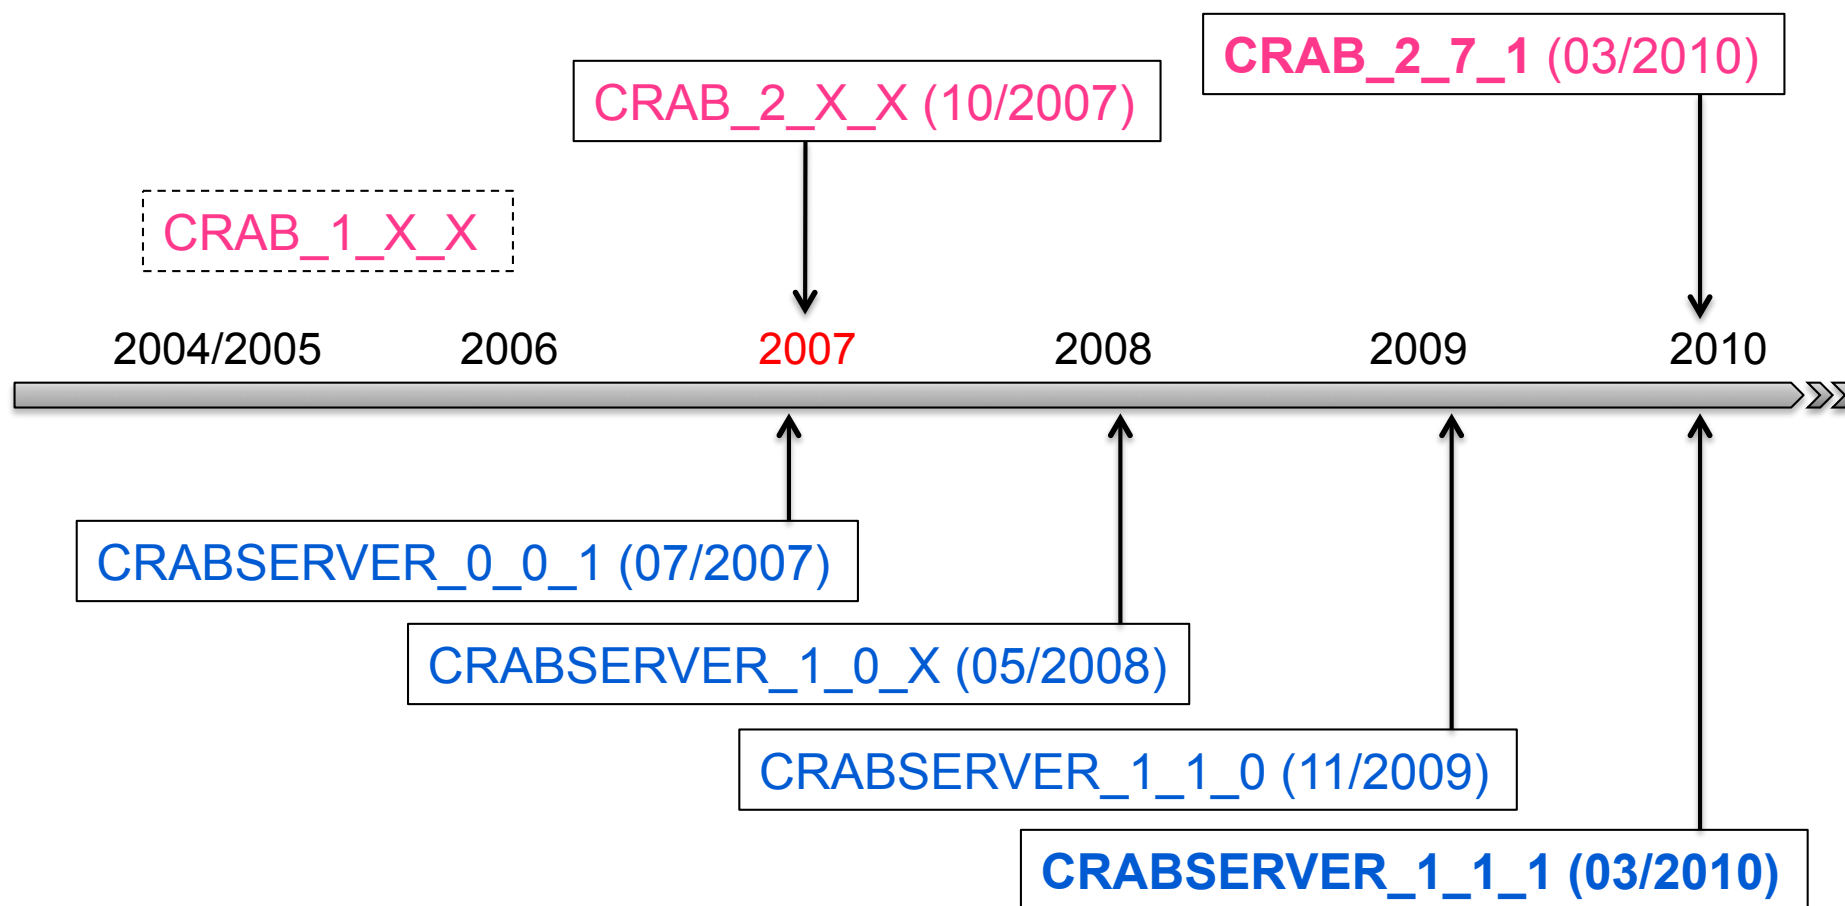 CRAB_2_7_1 (03/2010)
CRAB_2_X_X (10/2007)
CRAB_1_X_X
2004/2005 2006 2007 2008 2009 2010
CRABSERVER_0_0_1 (07/2007)
CRABSERVER_1_0_X (05/2008)
CRABSERVER_1_1_0 (11/2009)
CRABSERVER_1_1_1 (03/2010)